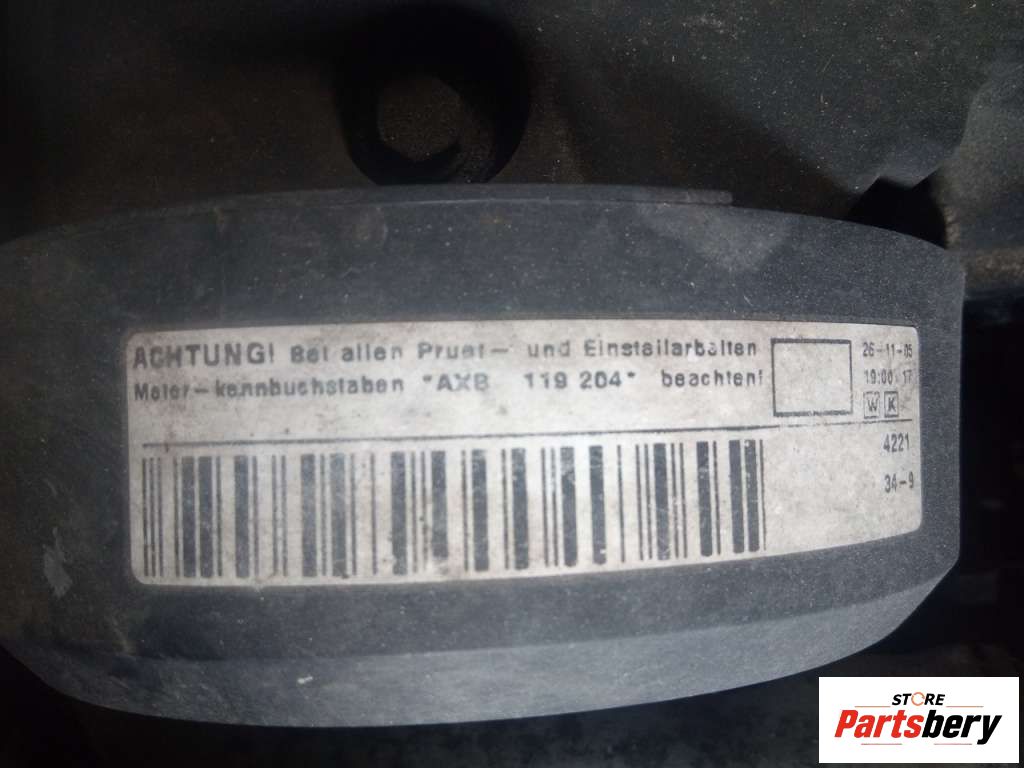 ACHTUNG! Bei allen Pruef- und Einstellarbeiten
Motor-kennbuchstaben "AXB 119 204" beachten!
26-11-05
19:00:17
W K
4221
34-9
STORE
Partsbery